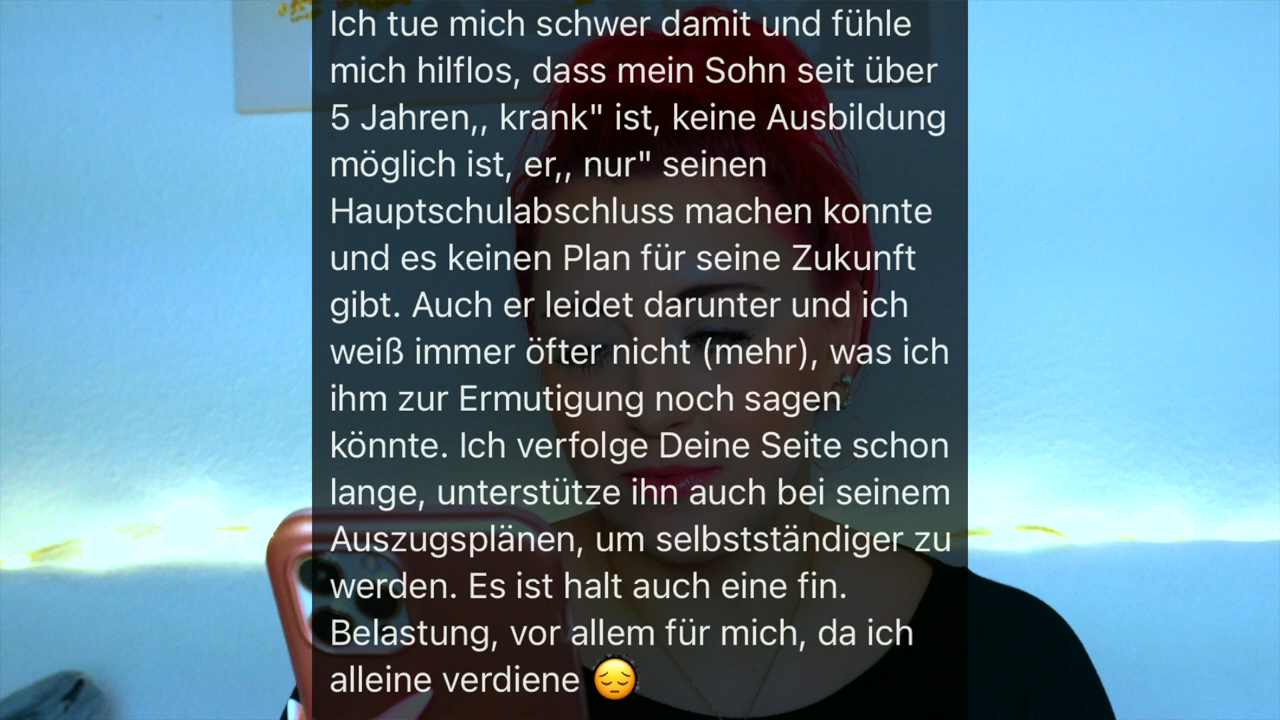 Ich tue mich schwer damit und fühle
mich hilflos, dass mein Sohn seit über
5 Jahren,, krank" ist, keine Ausbildung
möglich ist, er,, nur" seinen
Hauptschulabschluss machen konnte
und es keinen Plan für seine Zukunft
gibt. Auch er leidet darunter und ich
weiß immer öfter nicht (mehr), was ich
ihm zur Ermutigung noch sagen
könnte. Ich verfolge Deine Seite schon
lange, unterstütze ihn auch bei seinem
Auszugsplänen, um selbstständiger zu
werden. Es ist halt auch eine fin.
Belastung, vor allem für mich, da ich
alleine verdiene 😔